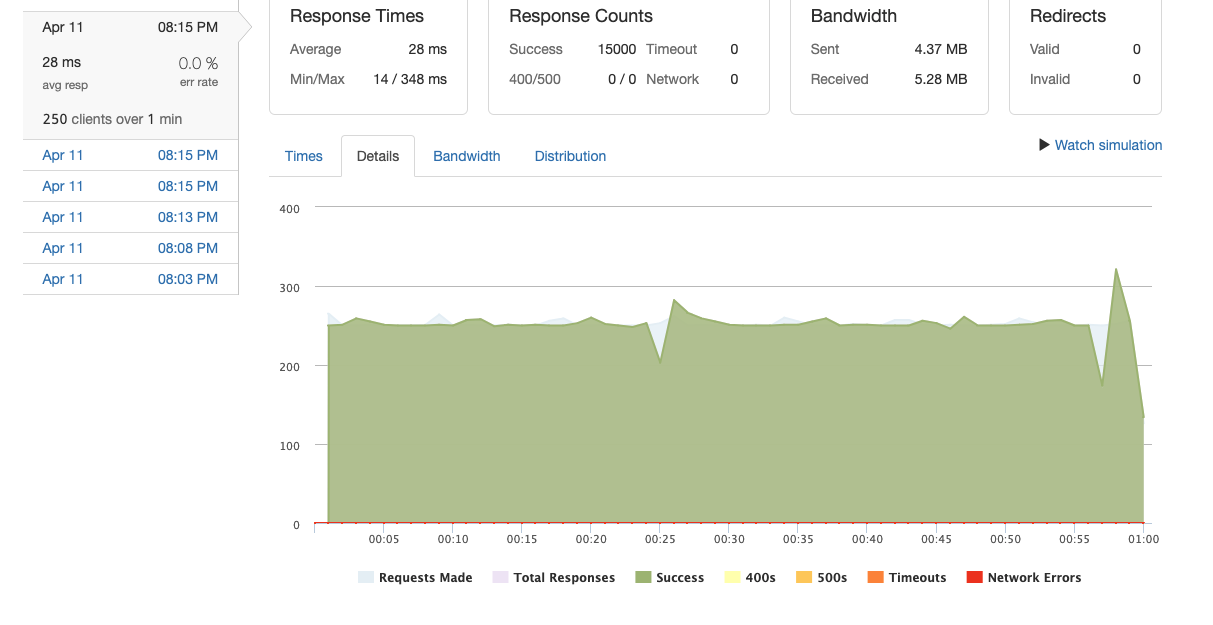 Apr 11 08:15 PM
28 ms 0.0 %
avg resp err rate
250 clients over 1 min
Apr 11 08:15 PM
Apr 11 08:15 PM
Apr 11 08:13 PM
Apr 11 08:08 PM
Apr 11 08:03 PM
Response Times
Average 28 ms
Min/Max 14 / 348 ms
Response Counts
Success 15000 Timeout 0
400/500 0 / 0 Network 0
Bandwidth
Sent 4.37 MB
Received 5.28 MB
Redirects
Valid 0
Invalid 0
Times Details Bandwidth Distribution
Watch simulation
400
300
200
100
0
00:05 00:10 00:15 00:20 00:25 00:30 00:35 00:40 00:45 00:50 00:55 01:00
Requests Made Total Responses Success 400s 500s Timeouts Network Errors